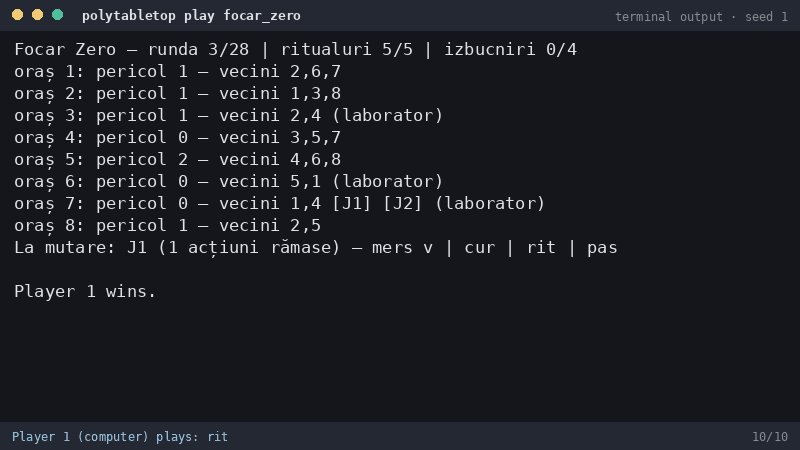 polytabletop play focar_zero
terminal output · seed 1
Focar Zero — runda 3/28 | ritualuri 5/5 | izbucniri 0/4
oraș 1: pericol 1 — vecini 2,6,7
oraș 2: pericol 1 — vecini 1,3,8
oraș 3: pericol 1 — vecini 2,4 (laborator)
oraș 4: pericol 0 — vecini 3,5,7
oraș 5: pericol 2 — vecini 4,6,8
oraș 6: pericol 0 — vecini 5,1 (laborator)
oraș 7: pericol 0 — vecini 1,4 [J1] [J2] (laborator)
oraș 8: pericol 1 — vecini 2,5
La mutare: J1 (1 acțiuni rămase) — mers v | cur | rit | pas
Player 1 wins.
Player 1 (computer) plays: rit
10/10